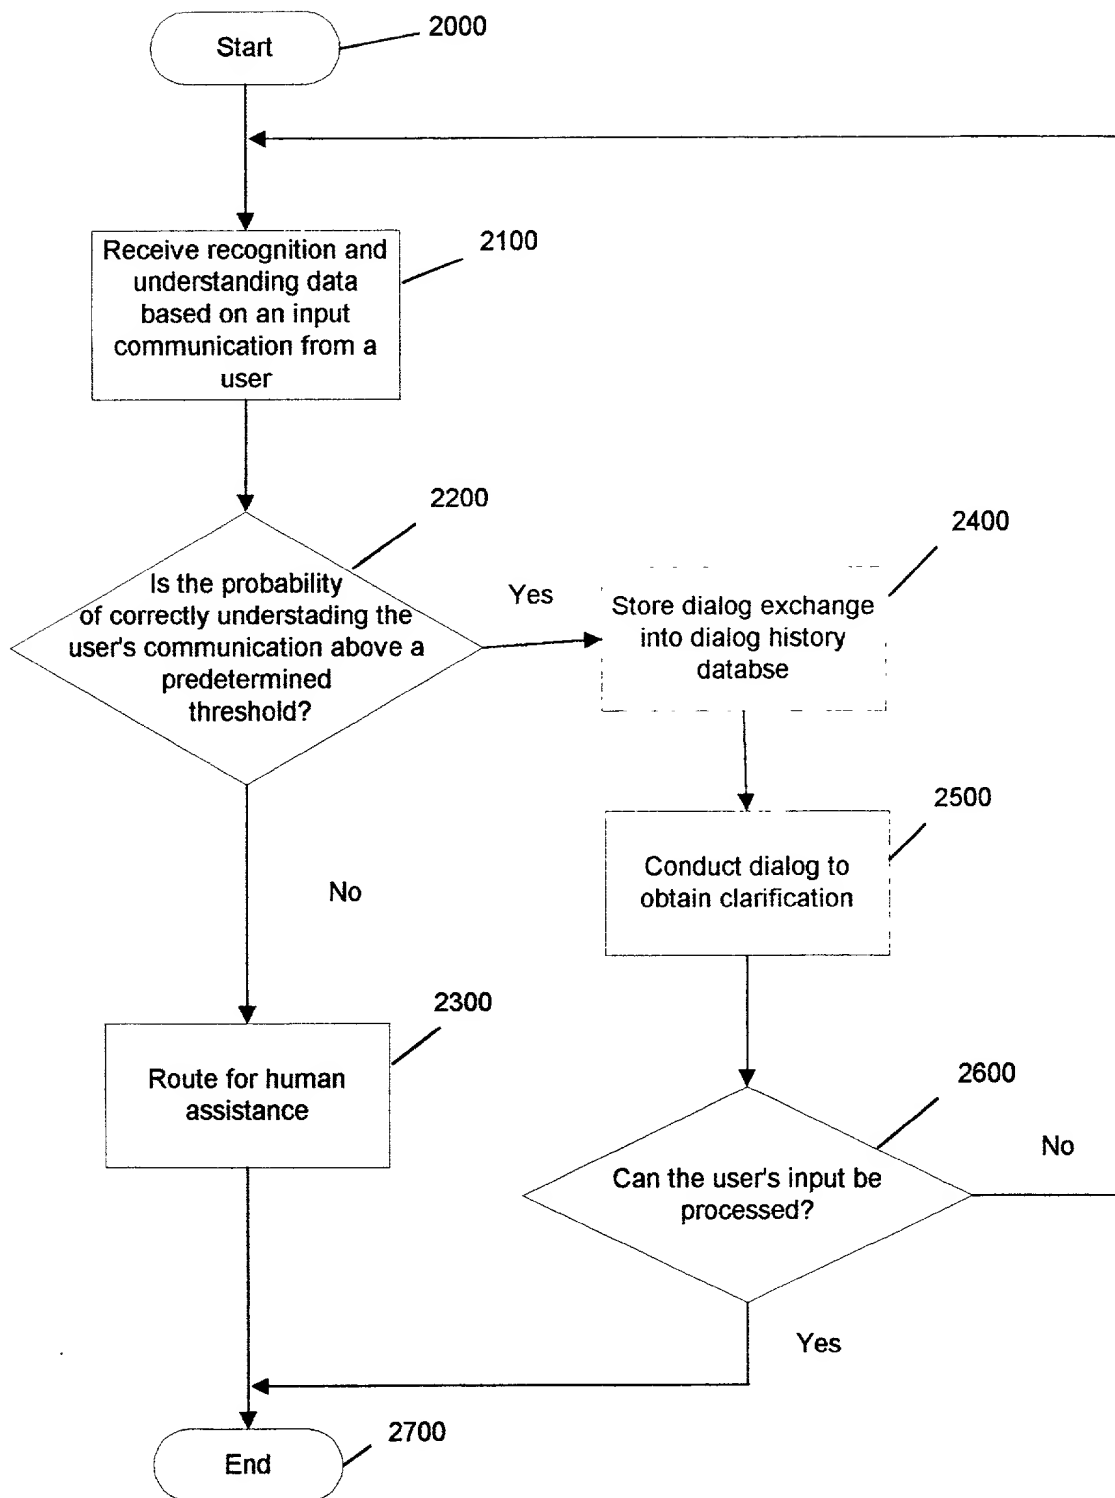 Start
2000
Receive recognition and
understanding data
based on an input
communication from a
user
2100
Is the probability
of correctly understading the
user's communication above a
predetermined
threshold?
2200
Yes
Store dialog exchange
into dialog history
databse
2400
Conduct dialog to
obtain clarification
2500
No
Route for human
assistance
2300
Can the user's input be
processed?
2600
No
Yes
End
2700